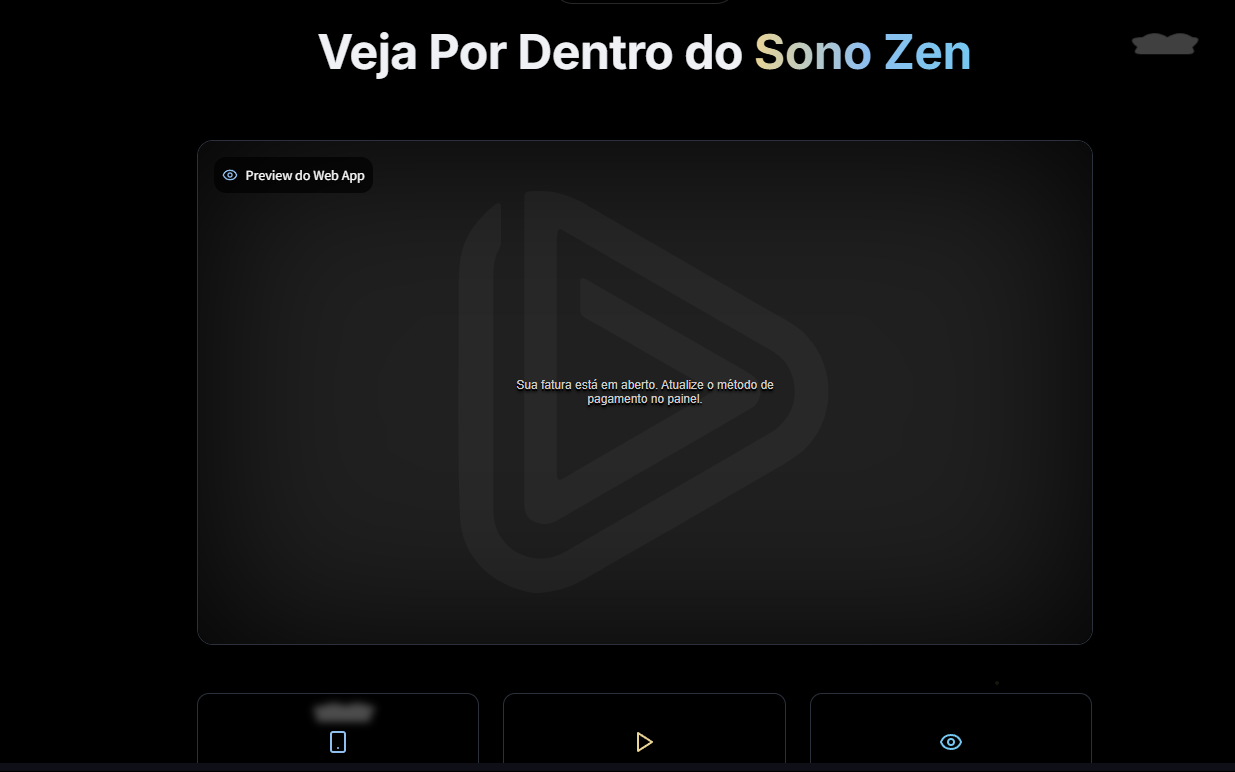 Veja Por Dentro do Sono Zen
Preview do Web App
Sua fatura está em aberto. Atualize o método de
pagamento no painel.